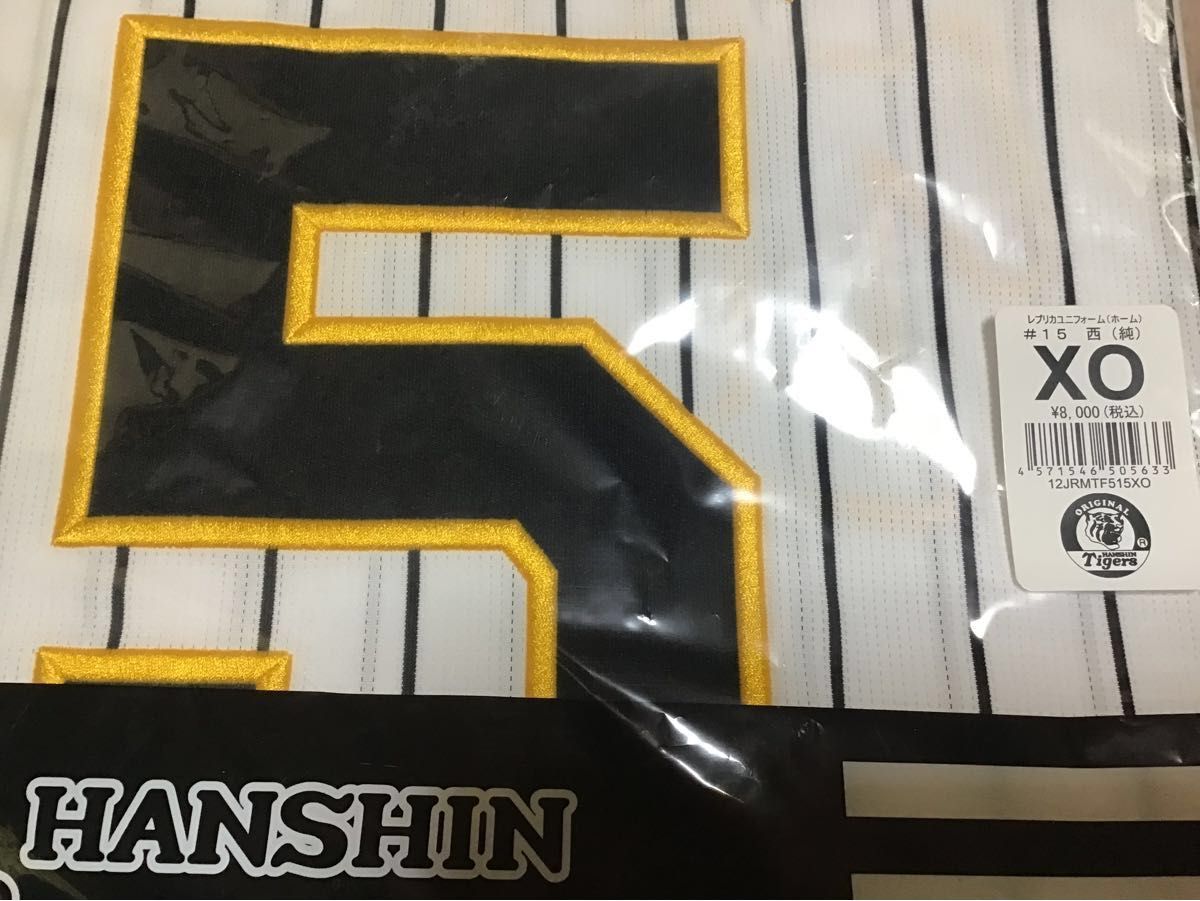 5
レプリカユニフォーム(ホーム)
#15 西(純)
XO
¥8,000(税込)
4 571546 505633
12JRMTF515XO
ORIGINAL
HANSHIN
Tigers
®
HANSHIN